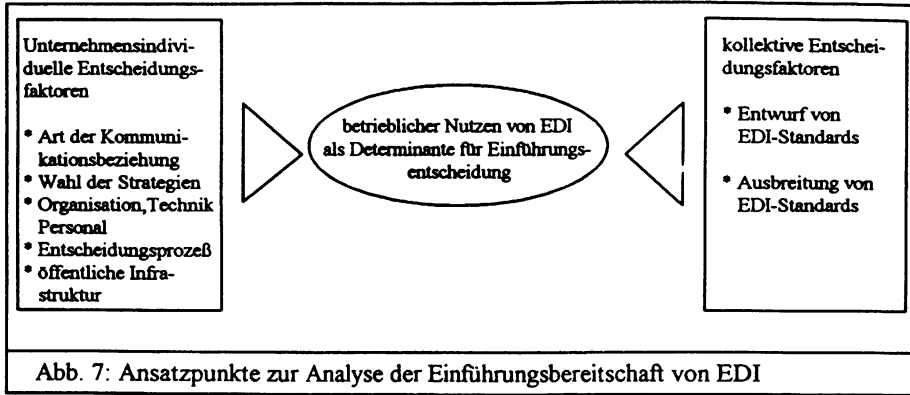 Unternehmensindivi-
duelle Entscheidungs-
faktoren
* Art der Kommuni-
kationsbeziehung
* Wahl der Strategien
* Organisation,Technik
Personal
* Entscheidungsprozeß
* öffentliche Infra-
struktur
betrieblicher Nutzen von EDI
als Determinante für Einführungs-
entscheidung
kollektive Entschei-
dungsfaktoren
* Entwurf von
EDI-Standards
* Ausbreitung von
EDI-Standards
Abb. 7: Ansatzpunkte zur Analyse der Einführungsbereitschaft von EDI